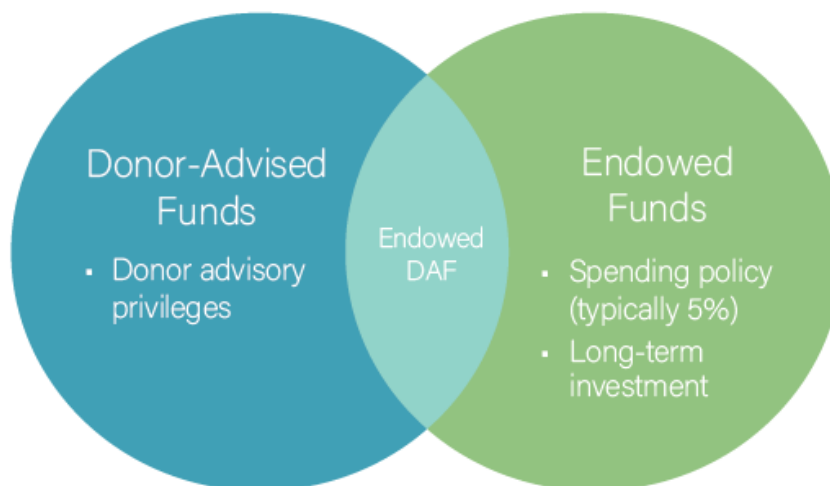 Donor-Advised
Funds
▪ Donor advisory
privileges
Endowed
DAF
Endowed
Funds
▪ Spending policy
(typically 5%)
▪ Long-term
investment